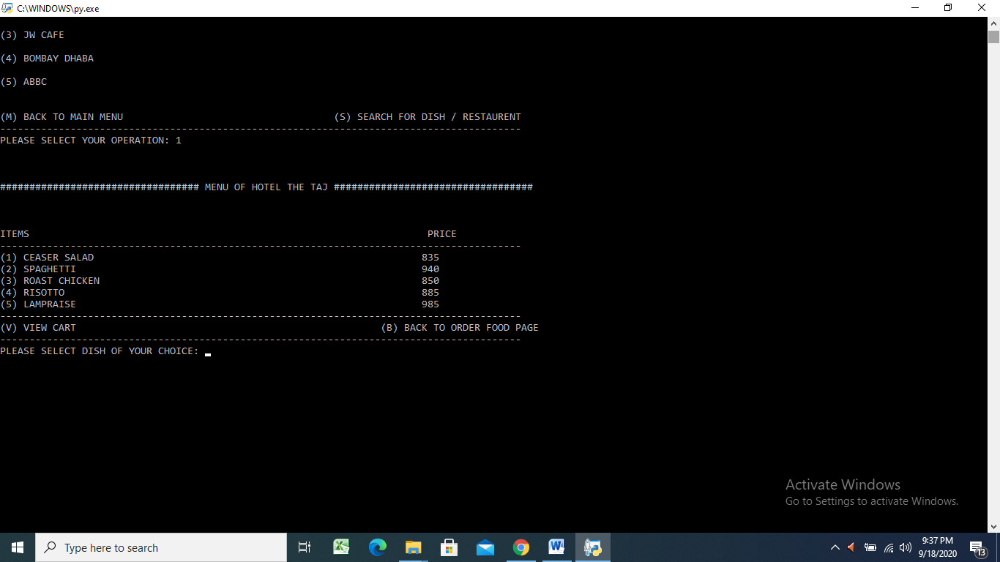 C:\WINDOWS\py.exe
(3) JW CAFE
(4) BOMBAY DHABA
(5) ABBC
(M) BACK TO MAIN MENU (S) SEARCH FOR DISH / RESTAURENT
-----------------------------------------------------------------------------------------
PLEASE SELECT YOUR OPERATION: 1
################################## MENU OF HOTEL THE TAJ ##################################
ITEMS PRICE
-----------------------------------------------------------------------------------------
(1) CEASER SALAD 835
(2) SPAGHETTI 940
(3) ROAST CHICKEN 850
(4) RISOTTO 885
(5) LAMPRAISE 985
-----------------------------------------------------------------------------------------
(V) VIEW CART (B) BACK TO ORDER FOOD PAGE
-----------------------------------------------------------------------------------------
PLEASE SELECT DISH OF YOUR CHOICE:
Activate Windows
Go to Settings to activate Windows.
Type here to search
9:37 PM
9/18/2020
13